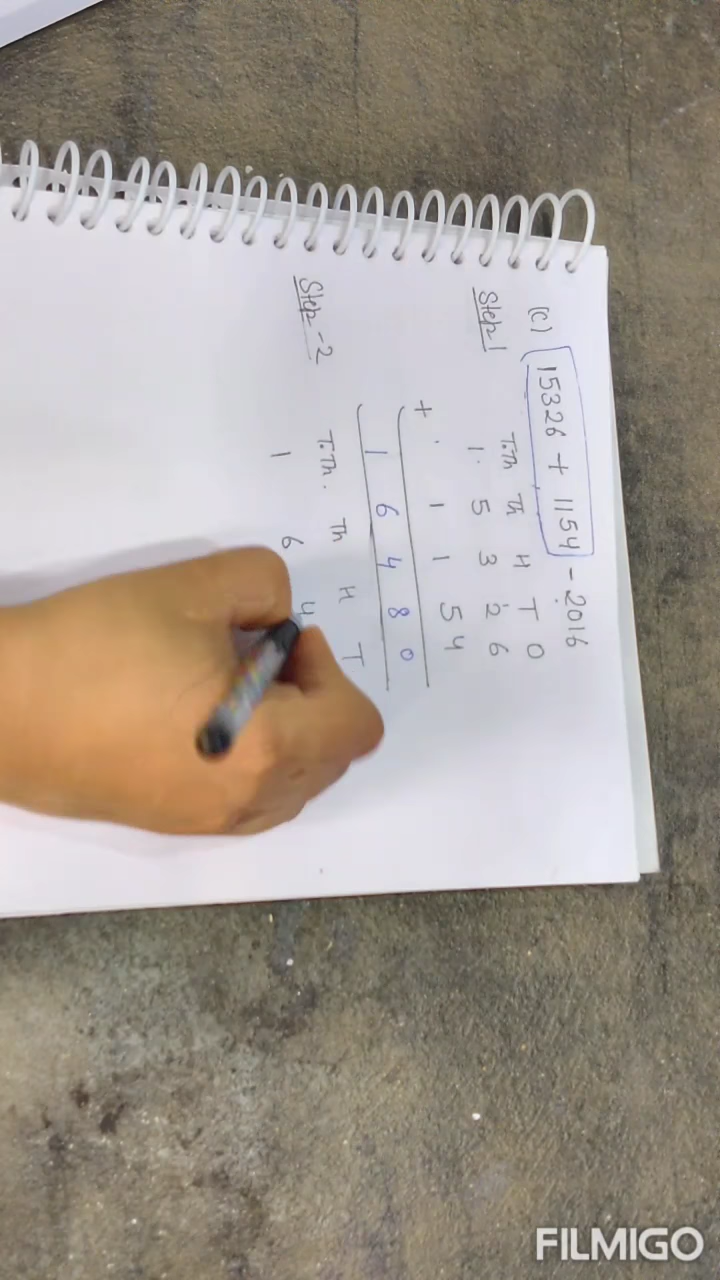 (c) 15326 + 1154 - 2016
Step 1
T.Th Th H T O
1 5 3 2 6
+ 1 1 5 4
1 6 4 8 0
Step-2
T.Th. Th H T
1 6 4
FILMIGO